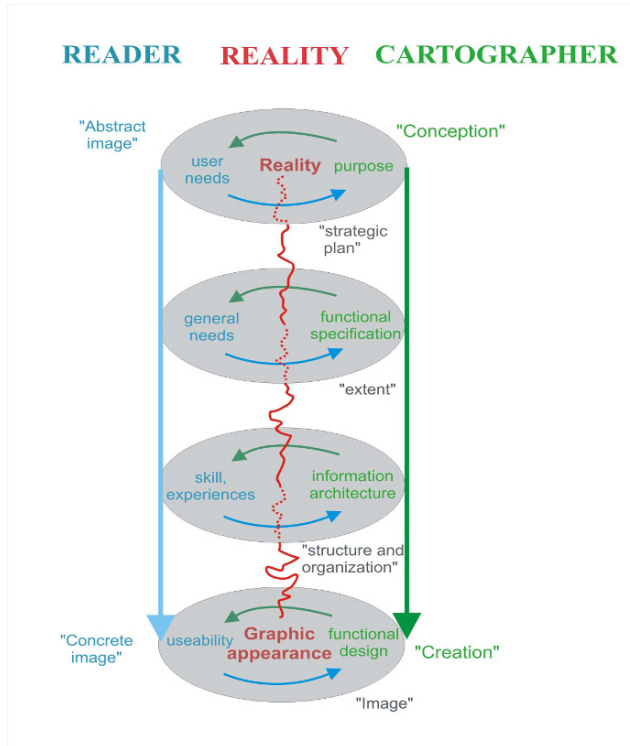 READER REALITY CARTOGRAPHER
"Abstract
image"
"Conception"
user
needs
Reality
purpose
"strategic
plan"
general
needs
functional
specification
"extent"
skill,
experiences
information
architecture
"structure and
organization"
"Concrete
image"
useability
Graphic
appearance
functional
design
"Creation"
"Image"